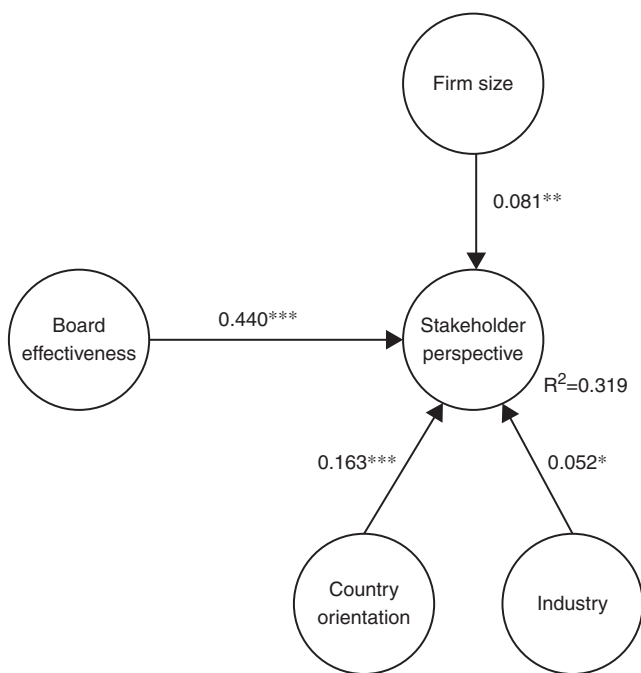 Firm size
0.081**
Board
effectiveness
0.440***
Stakeholder
perspective
R²=0.319
0.163***
0.052*
Country
orientation
Industry